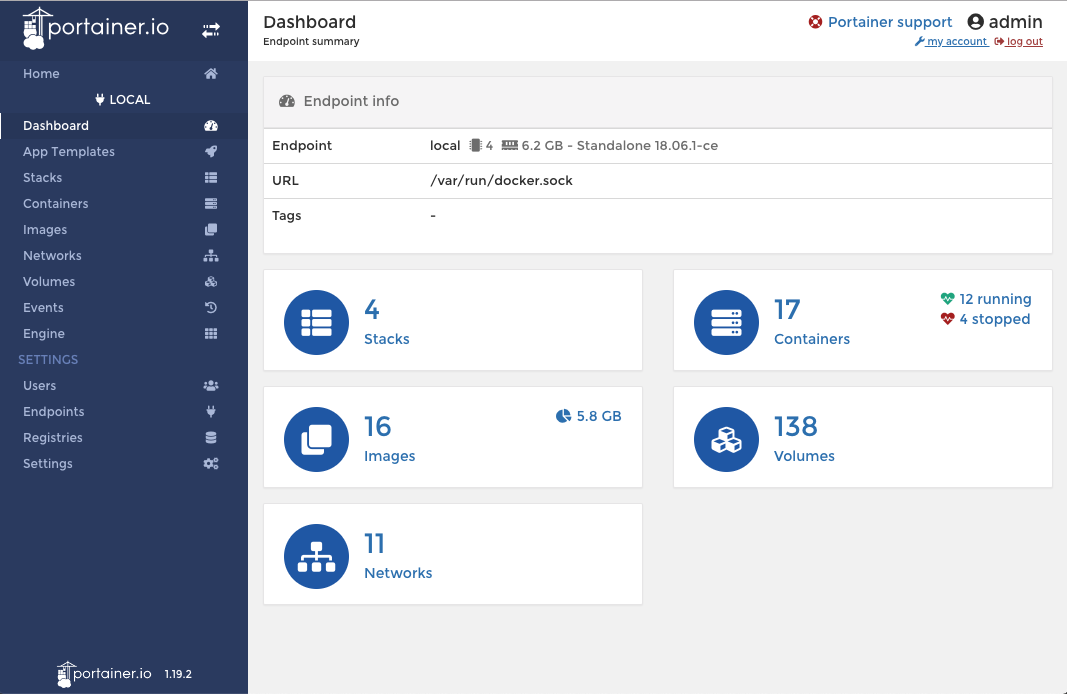 portainer.io
Home
LOCAL
Dashboard
App Templates
Stacks
Containers
Images
Networks
Volumes
Events
Engine
SETTINGS
Users
Endpoints
Registries
Settings
portainer.io 1.19.2
Dashboard
Endpoint summary
Portainer support admin
my account log out
Endpoint info
Endpoint local 4 6.2 GB - Standalone 18.06.1-ce
URL /var/run/docker.sock
Tags -
4
Stacks
17
Containers
12 running
4 stopped
16
Images
5.8 GB
138
Volumes
11
Networks